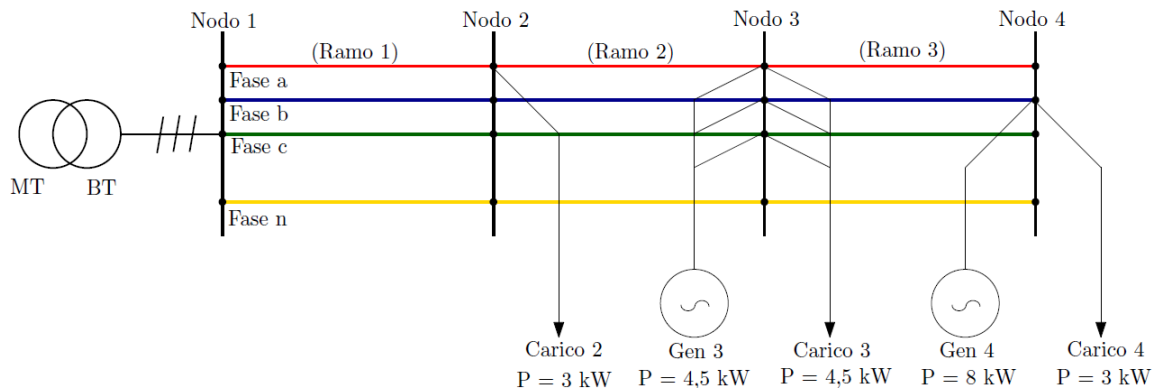 Nodo 1
Nodo 2
Nodo 3
Nodo 4
(Ramo 1)
(Ramo 2)
(Ramo 3)
Fase a
Fase b
Fase c
MT
BT
Fase n
Carico 2
P = 3 kW
Gen 3
P = 4,5 kW
Carico 3
P = 4,5 kW
Gen 4
P = 8 kW
Carico 4
P = 3 kW